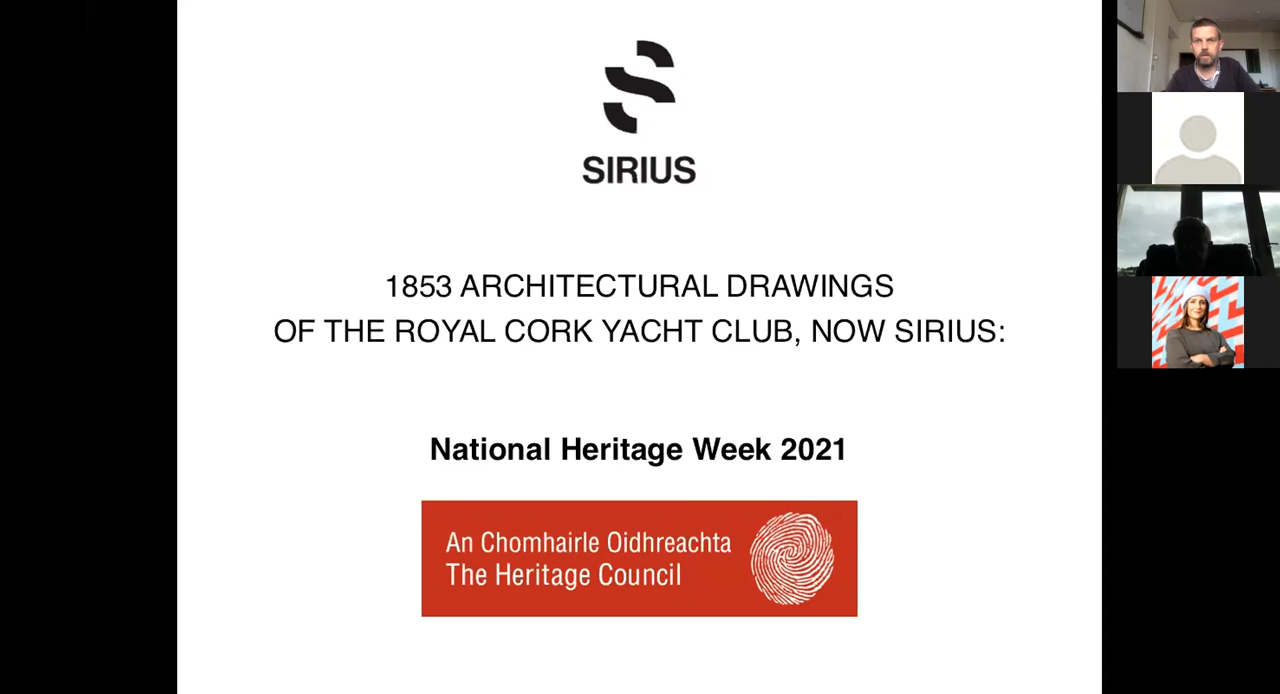 SIRIUS
1853 ARCHITECTURAL DRAWINGS
OF THE ROYAL CORK YACHT CLUB, NOW SIRIUS:
National Heritage Week 2021
An Chomhairle Oidhreachta
The Heritage Council